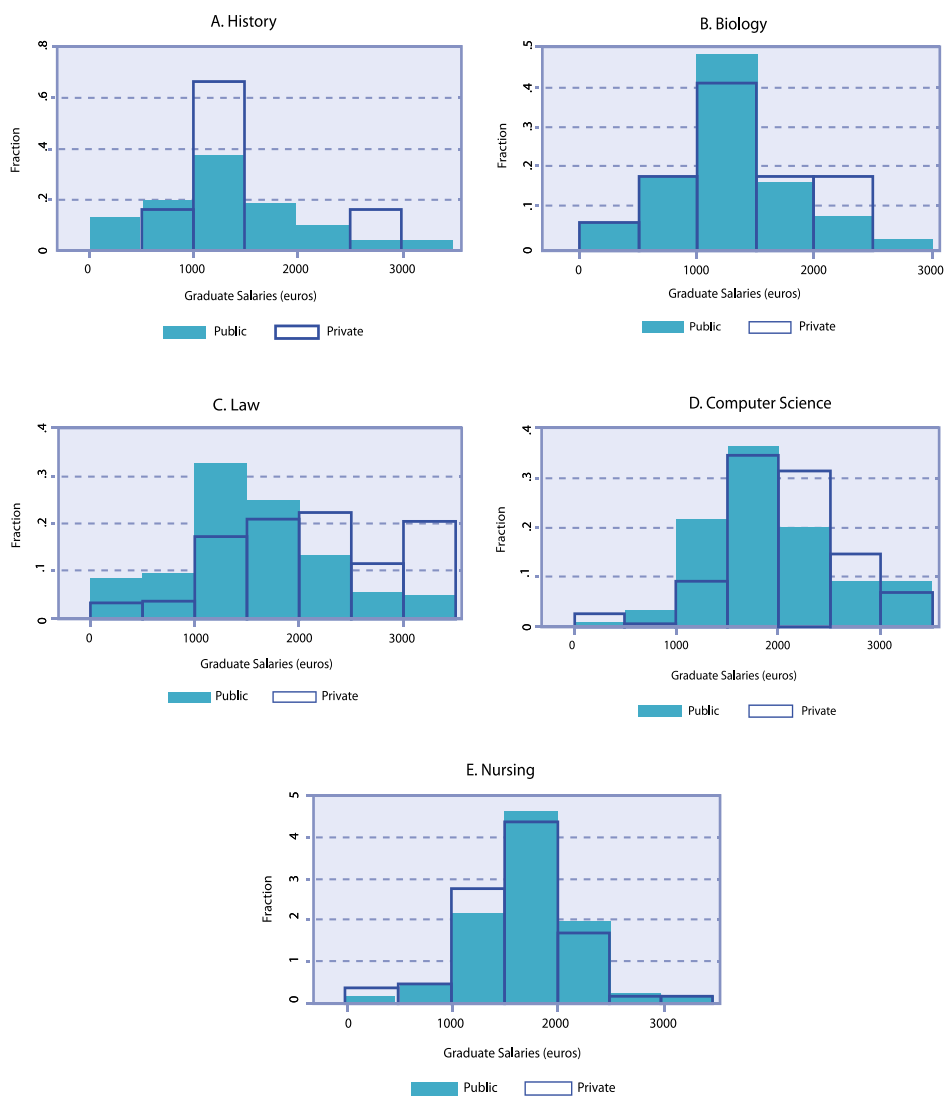 A. History
.8
.6
.4
.2
0
Fraction
0 1000 2000 3000
Graduate Salaries (euros)
Public Private
B. Biology
.5
.4
.3
.2
.1
0
Fraction
0 1000 2000 3000
Graduate Salaries (euros)
Public Private
C. Law
.4
.3
.2
.1
0
Fraction
0 1000 2000 3000
Graduate Salaries (euros)
Public Private
D. Computer Science
.4
.3
.2
.1
0
Fraction
0 1000 2000 3000
Graduate Salaries (euros)
Public Private
E. Nursing
5
4
3
2
1
0
Fraction
0 1000 2000 3000
Graduate Salaries (euros)
Public Private